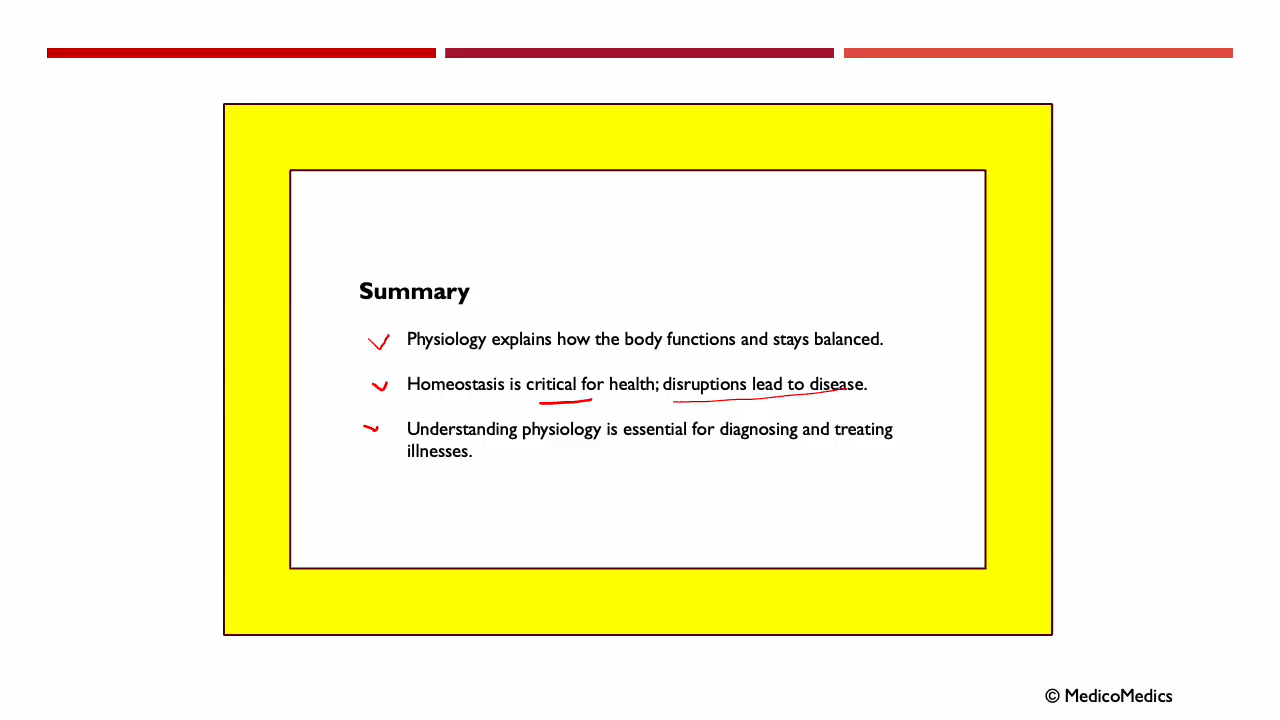 Summary
Physiology explains how the body functions and stays balanced.
Homeostasis is critical for health; disruptions lead to disease.
Understanding physiology is essential for diagnosing and treating
illnesses.
© MedicoMedics